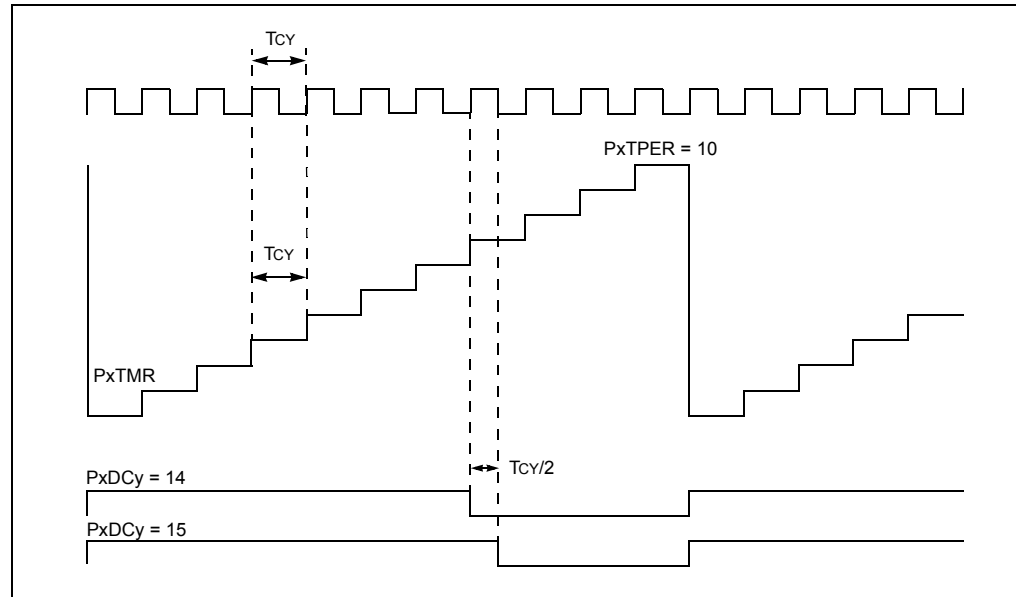 TCY
PxTPER = 10
TCY
PxTMR
TCY/2
PxDCy = 14
PxDCy = 15